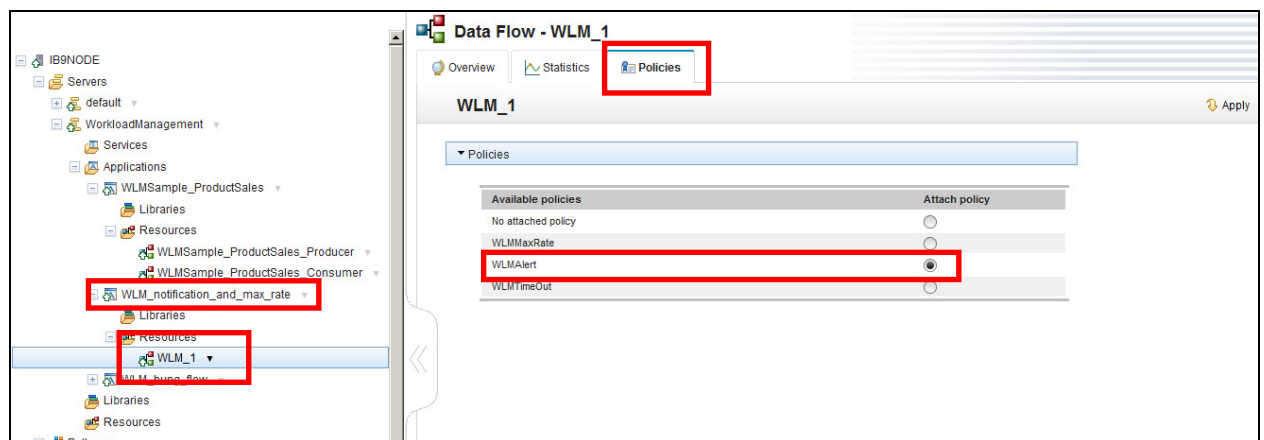 IB9NODE
Servers
default
WorkloadManagement
Services
Applications
WLMSample_ProductSales
Libraries
Resources
WLMSample_ProductSales_Producer
WLMSample_ProductSales_Consumer
WLM_notification_and_max_rate
Libraries
Resources
WLM_1
WLM_hung_flow
Libraries
Resources
Data Flow - WLM_1
Overview Statistics Policies
WLM_1 Apply
Policies
Available policies Attach policy
No attached policy
WLMMaxRate
WLMAlert
WLMTimeOut